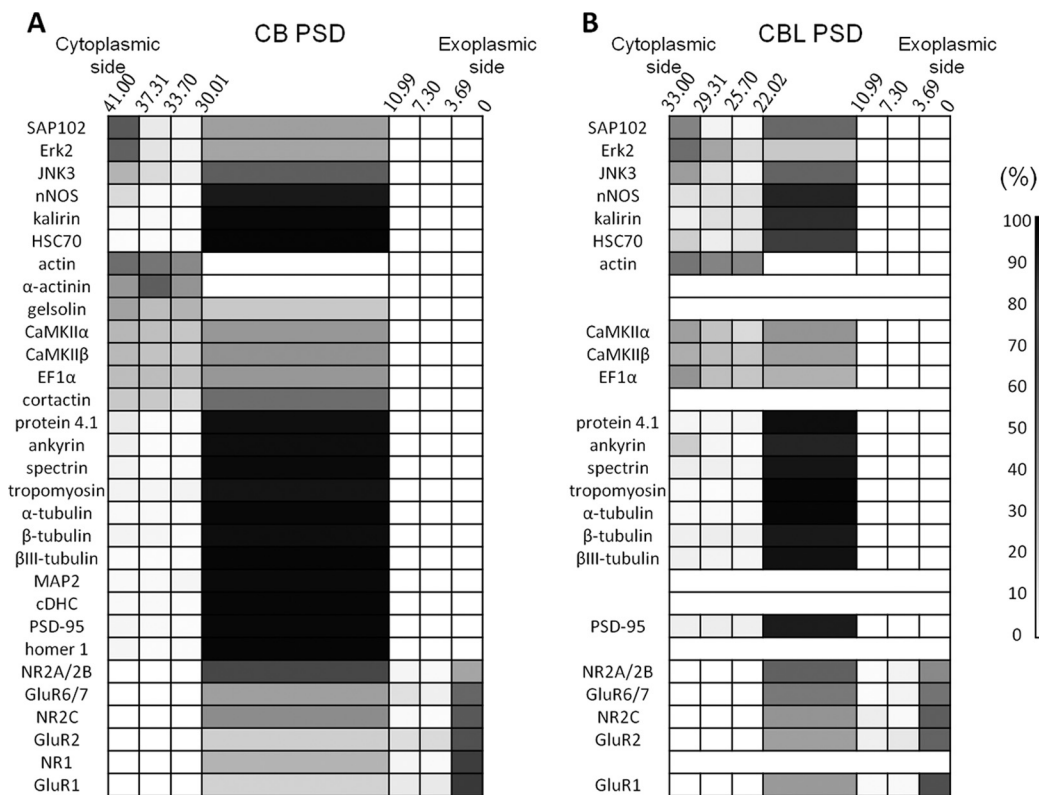 A
CB PSD
Cytoplasmic
side
Exoplasmic
side
41.00
37.31
33.70
30.01
10.99
7.30
3.69
0
SAP102
Erk2
JNK3
nNOS
kalirin
HSC70
actin
α-actinin
gelsolin
CaMKIIα
CaMKIIβ
EF1α
cortactin
protein 4.1
ankyrin
spectrin
tropomyosin
α-tubulin
β-tubulin
βIII-tubulin
MAP2
cDHC
PSD-95
homer 1
NR2A/2B
GluR6/7
NR2C
GluR2
NR1
GluR1
B
CBL PSD
Cytoplasmic
side
Exoplasmic
side
33.00
29.31
25.70
22.02
10.99
7.30
3.69
0
SAP102
Erk2
JNK3
nNOS
kalirin
HSC70
actin
CaMKIIα
CaMKIIβ
EF1α
protein 4.1
ankyrin
spectrin
tropomyosin
α-tubulin
β-tubulin
βIII-tubulin
PSD-95
NR2A/2B
GluR6/7
NR2C
GluR2
GluR1
(%)
100
90
80
70
60
50
40
30
20
10
0